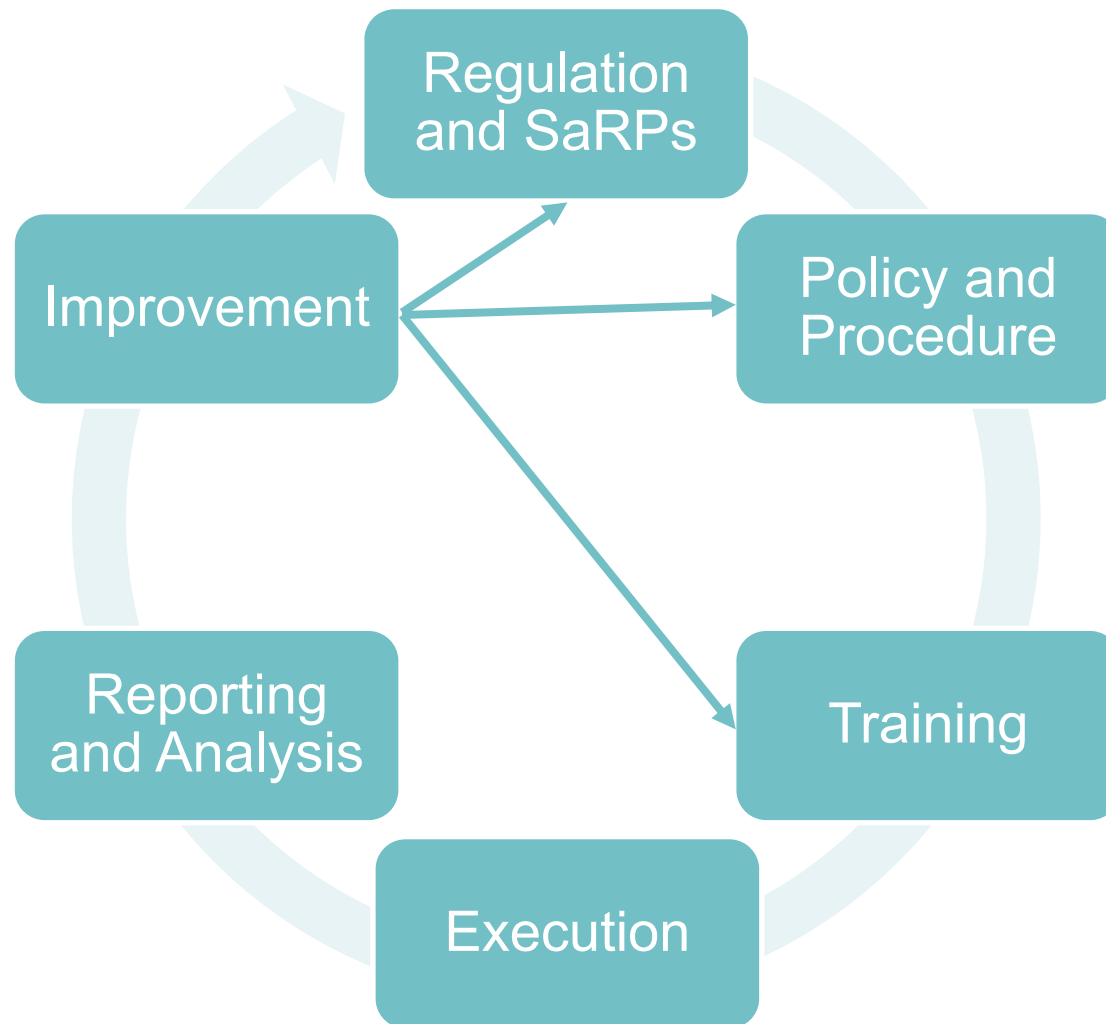 Regulation
and SaRPs
Policy and
Procedure
Training
Execution
Reporting
and Analysis
Improvement